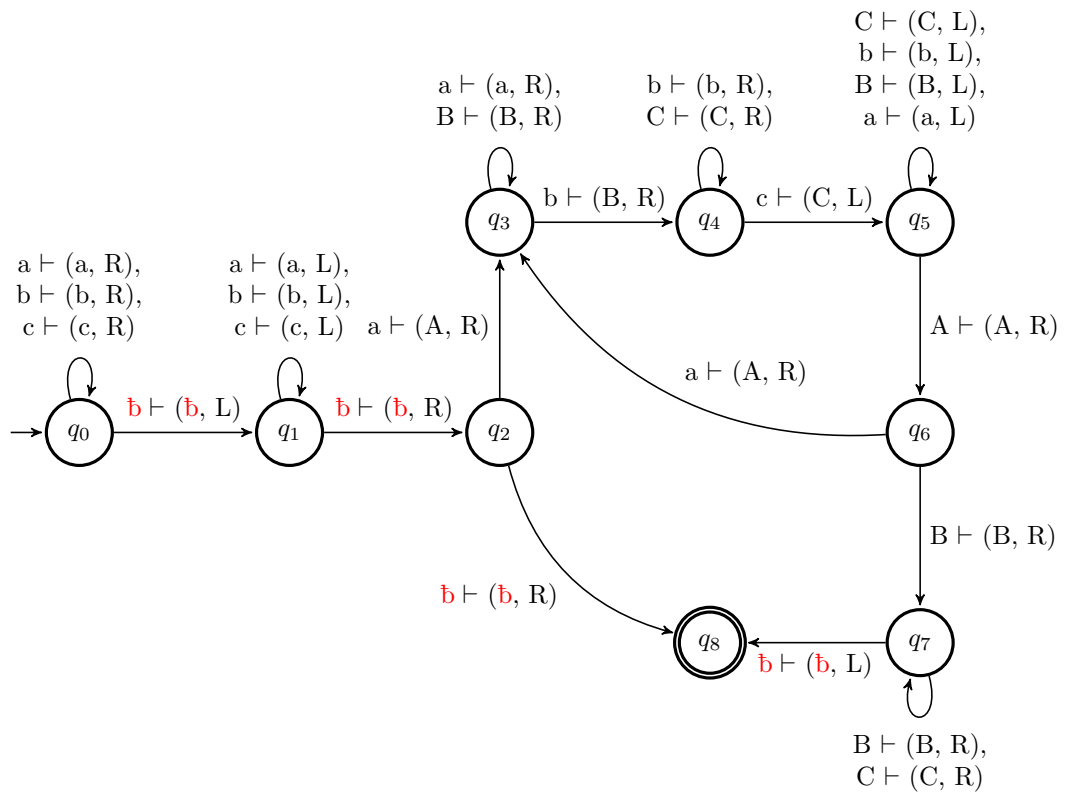 C ⊢ (C, L),
b ⊢ (b, L),
B ⊢ (B, L),
a ⊢ (a, L)
a ⊢ (a, R),
B ⊢ (B, R)
b ⊢ (b, R),
C ⊢ (C, R)
q3
b ⊢ (B, R)
q4
c ⊢ (C, L)
q5
a ⊢ (a, R),
b ⊢ (b, R),
c ⊢ (c, R)
a ⊢ (a, L),
b ⊢ (b, L),
c ⊢ (c, L)
a ⊢ (A, R)
A ⊢ (A, R)
a ⊢ (A, R)
q0
ƀ ⊢ (ƀ, L)
q1
ƀ ⊢ (ƀ, R)
q2
q6
B ⊢ (B, R)
ƀ ⊢ (ƀ, R)
q8
ƀ ⊢ (ƀ, L)
q7
B ⊢ (B, R),
C ⊢ (C, R)